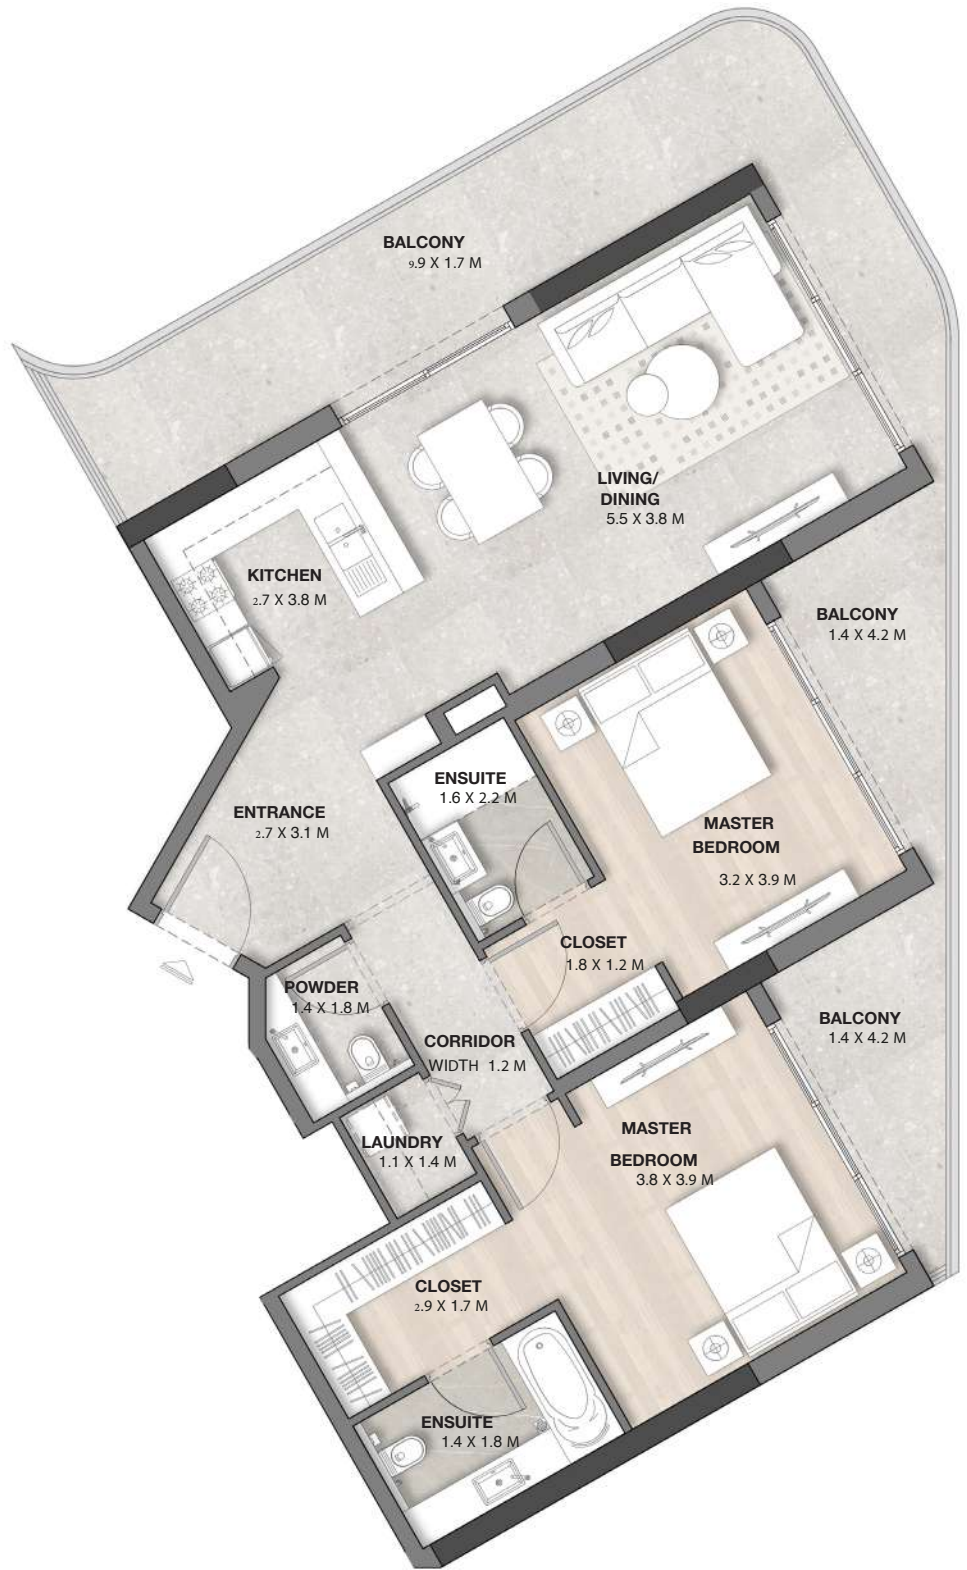 BALCONY
9.9 X 1.7 M
LIVING/
DINING
5.5 X 3.8 M
KITCHEN
2.7 X 3.8 M
BALCONY
1.4 X 4.2 M
ENSUITE
1.6 X 2.2 M
ENTRANCE
2.7 X 3.1 M
MASTER
BEDROOM
3.2 X 3.9 M
CLOSET
1.8 X 1.2 M
POWDER
1.4 X 1.8 M
BALCONY
1.4 X 4.2 M
CORRIDOR
WIDTH 1.2 M
LAUNDRY
1.1 X 1.4 M
MASTER
BEDROOM
3.8 X 3.9 M
CLOSET
2.9 X 1.7 M
ENSUITE
1.4 X 1.8 M